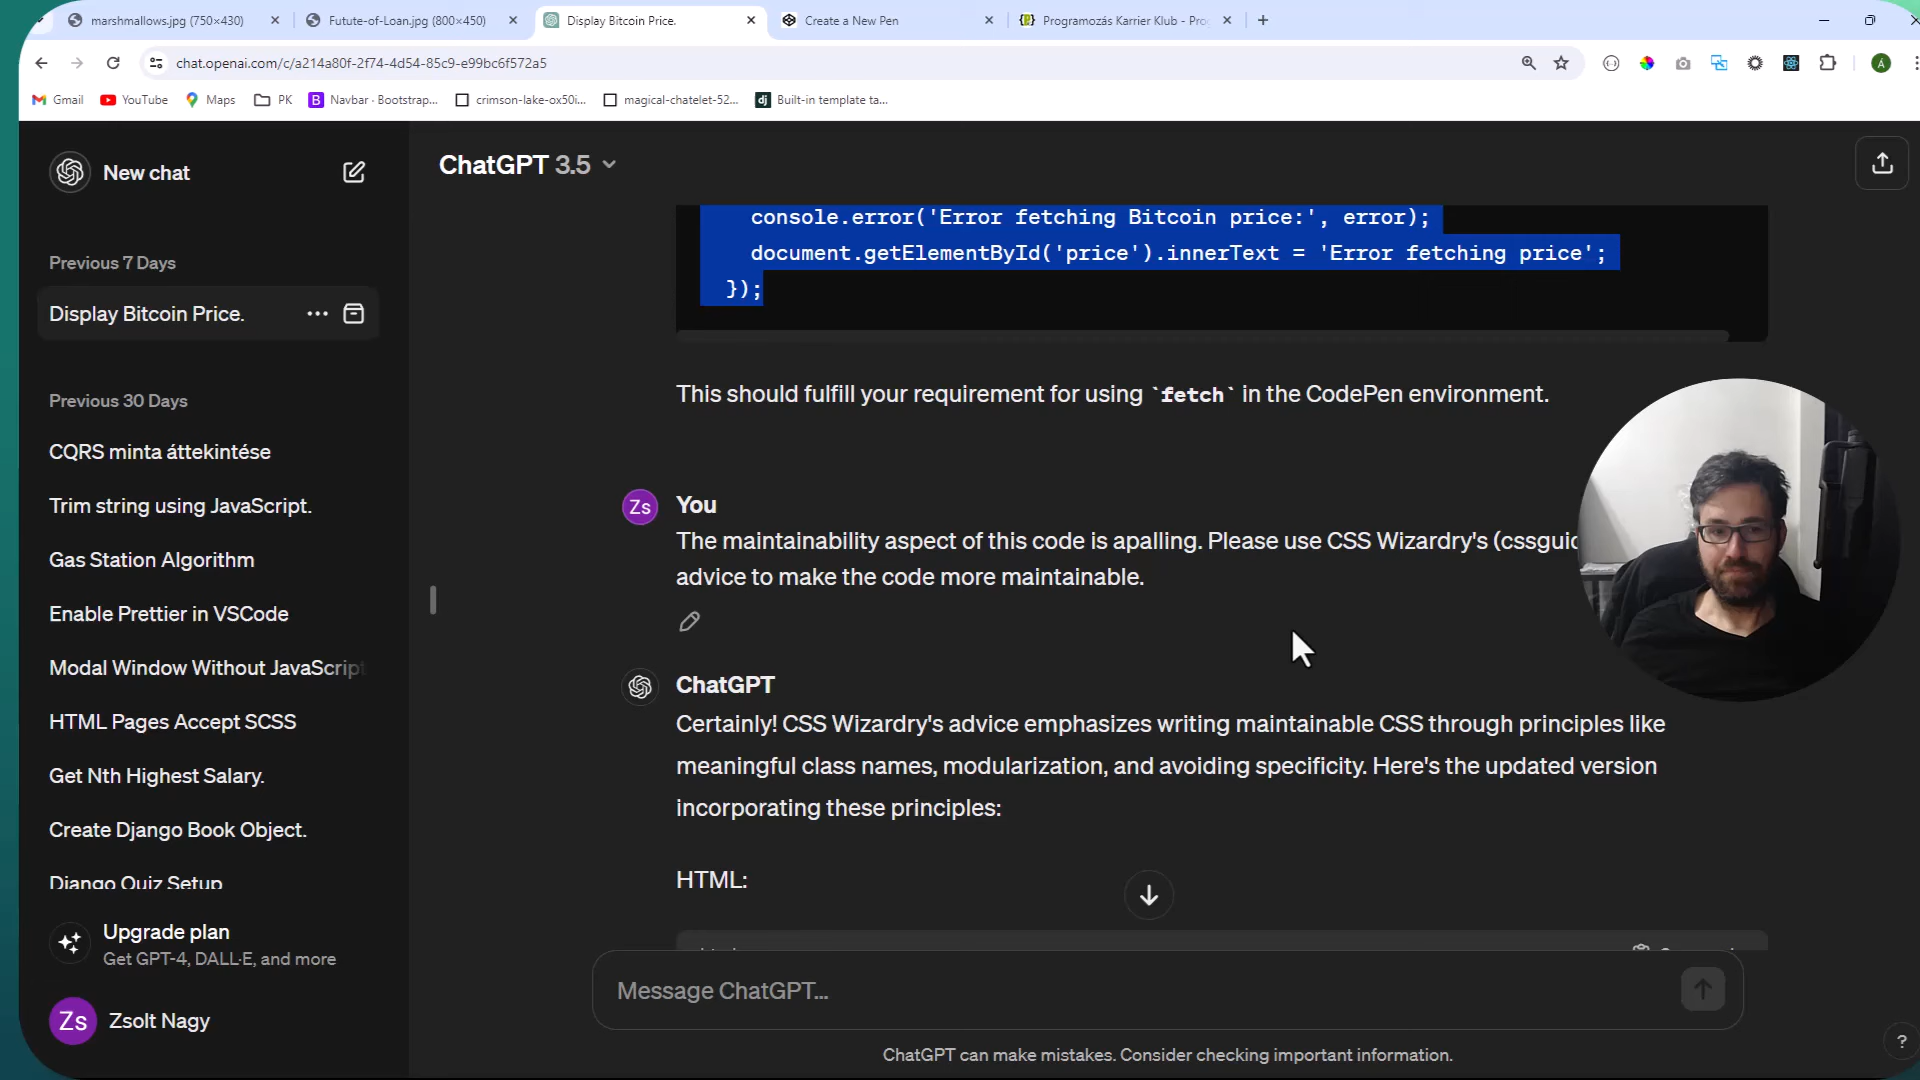 marshmallows.jpg (750×430)
Futute-of-Loan.jpg (800×450)
Display Bitcoin Price.
Create a New Pen
Programozás Karrier Klub - Pro
chat.openai.com/c/a214a80f-2f74-4d54-85c9-e99bc6f572a5
Á
Gmail
YouTube
Maps
PK
B Navbar · Bootstrap...
crimson-lake-ox50i...
magical-chatelet-52...
dj Built-in template ta...
New chat
Previous 7 Days
Display Bitcoin Price.
Previous 30 Days
CQRS minta áttekintése
Trim string using JavaScript.
Gas Station Algorithm
Enable Prettier in VSCode
Modal Window Without JavaScript
HTML Pages Accept SCSS
Get Nth Highest Salary.
Create Django Book Object.
Django Quiz Setup
Upgrade plan
Get GPT-4, DALL·E, and more
Zs Zsolt Nagy
ChatGPT 3.5
console.error('Error fetching Bitcoin price:', error);
document.getElementById('price').innerText = 'Error fetching price';
});
This should fulfill your requirement for using `fetch` in the CodePen environment.
Zs You
The maintainability aspect of this code is apalling. Please use CSS Wizardry's (cssguid
advice to make the code more maintainable.
ChatGPT
Certainly! CSS Wizardry's advice emphasizes writing maintainable CSS through principles like
meaningful class names, modularization, and avoiding specificity. Here's the updated version
incorporating these principles:
HTML:
Message ChatGPT...
ChatGPT can make mistakes. Consider checking important information.
?